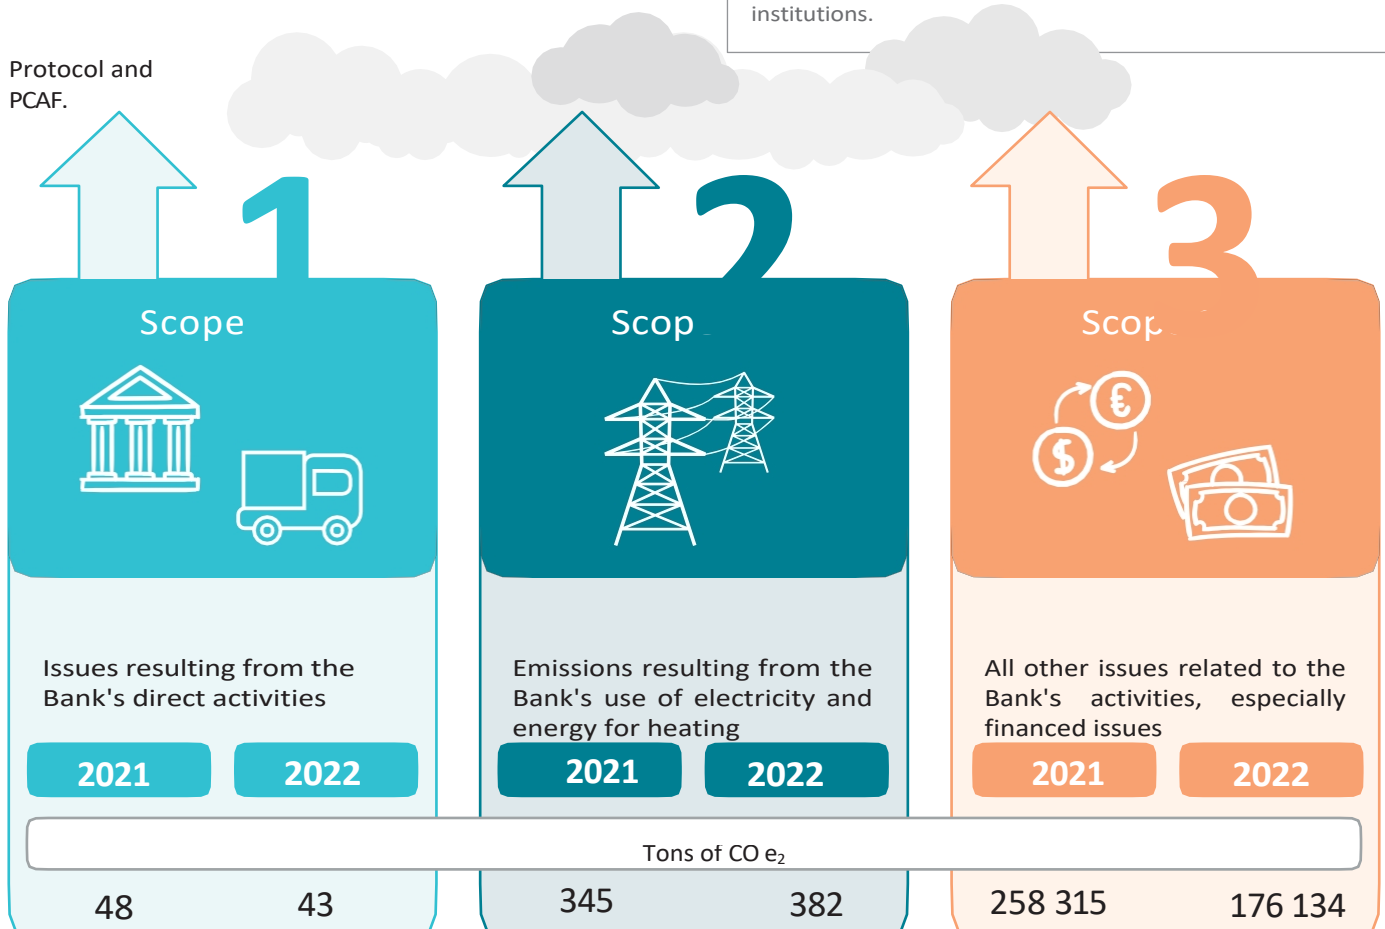 institutions.
Protocol and
PCAF.
1
2
3
Scope
Scop
Scop
Issues resulting from the
Bank's direct activities
Emissions resulting from the
Bank's use of electricity and
energy for heating
All other issues related to the
Bank's activities, especially
financed issues
2021
2022
2021
2022
2021
2022
Tons of CO e₂
48
43
345
382
258 315
176 134